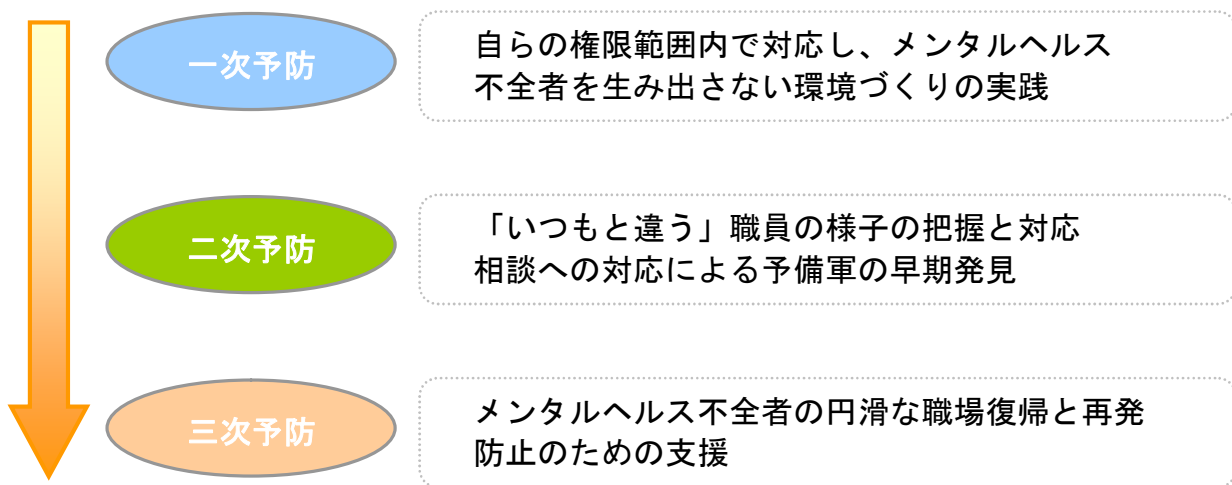 一次予防
自らの権限範囲内で対応し、メンタルヘルス
不全者を生み出さない環境づくりの実践
二次予防
「いつもと違う」職員の様子の把握と対応
相談への対応による予備軍の早期発見
三次予防
メンタルヘルス不全者の円滑な職場復帰と再発
防止のための支援